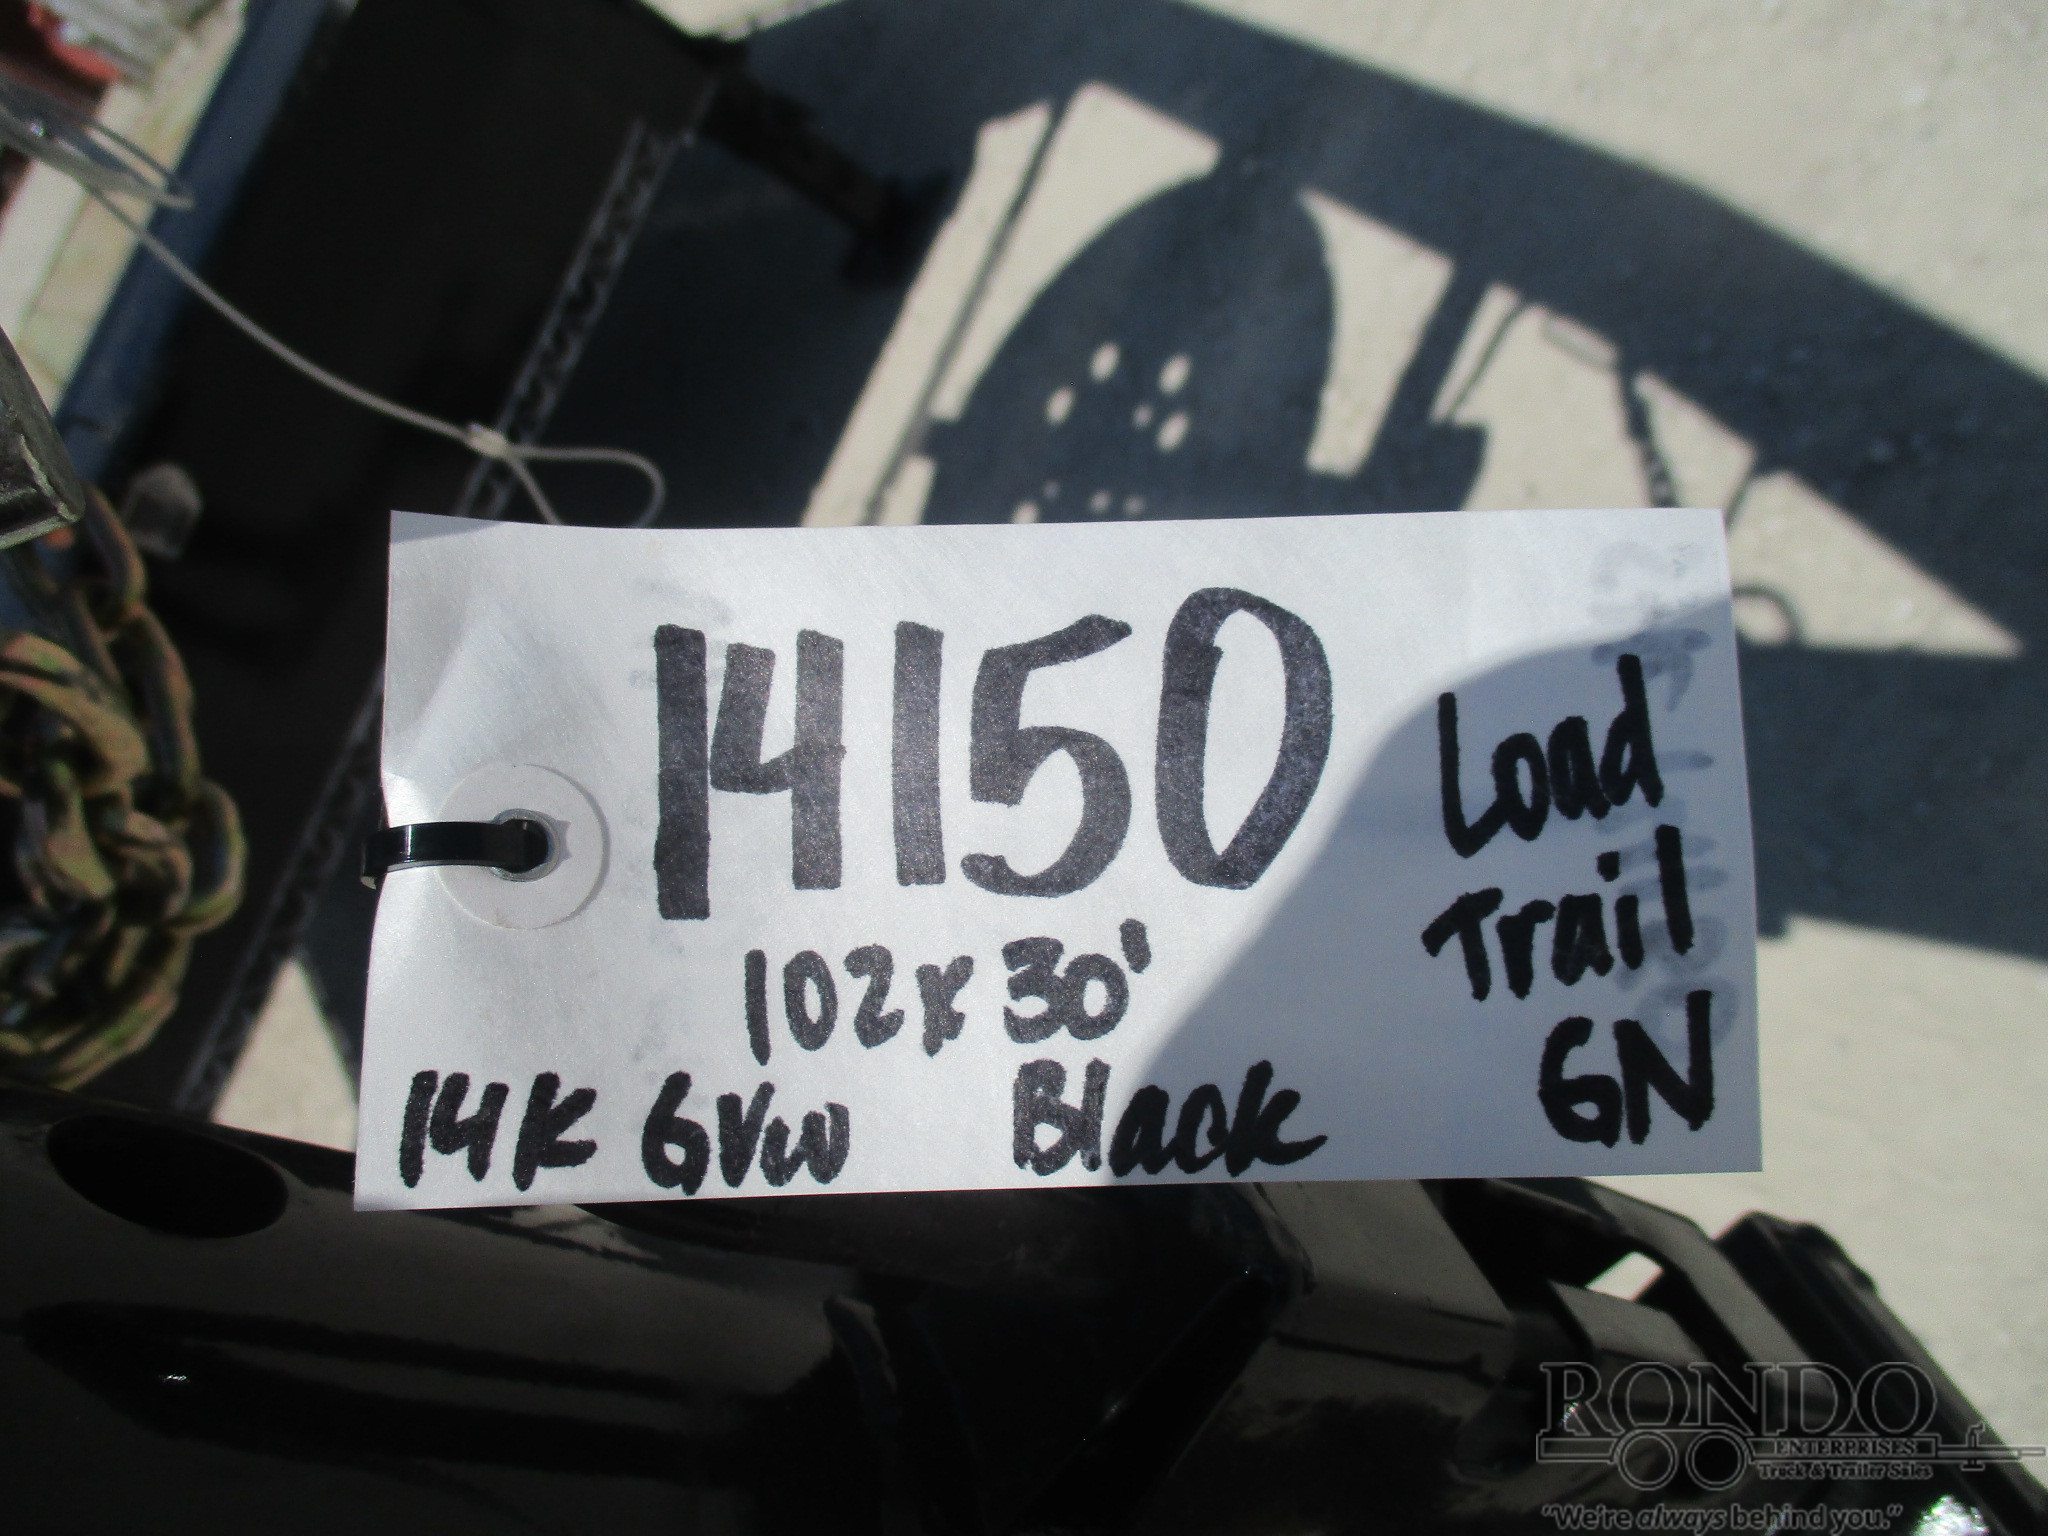 14150
102x30'
14K GVW Black
Load
Trail
GN
RONDO
ENTERPRISES
Truck & Trailer Sales
"We're always behind you."